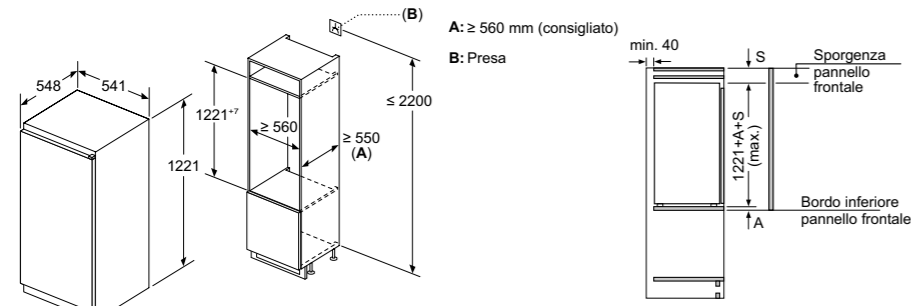 (B)
A: ≥ 560 mm (consigliato)
B: Presa
548
541
1221
1221+7
≥ 560
≥ 550
(A)
≤ 2200
min. 40
S
Sporgenza
pannello
frontale
1221+A+S
(max.)
A
Bordo inferiore
pannello frontale